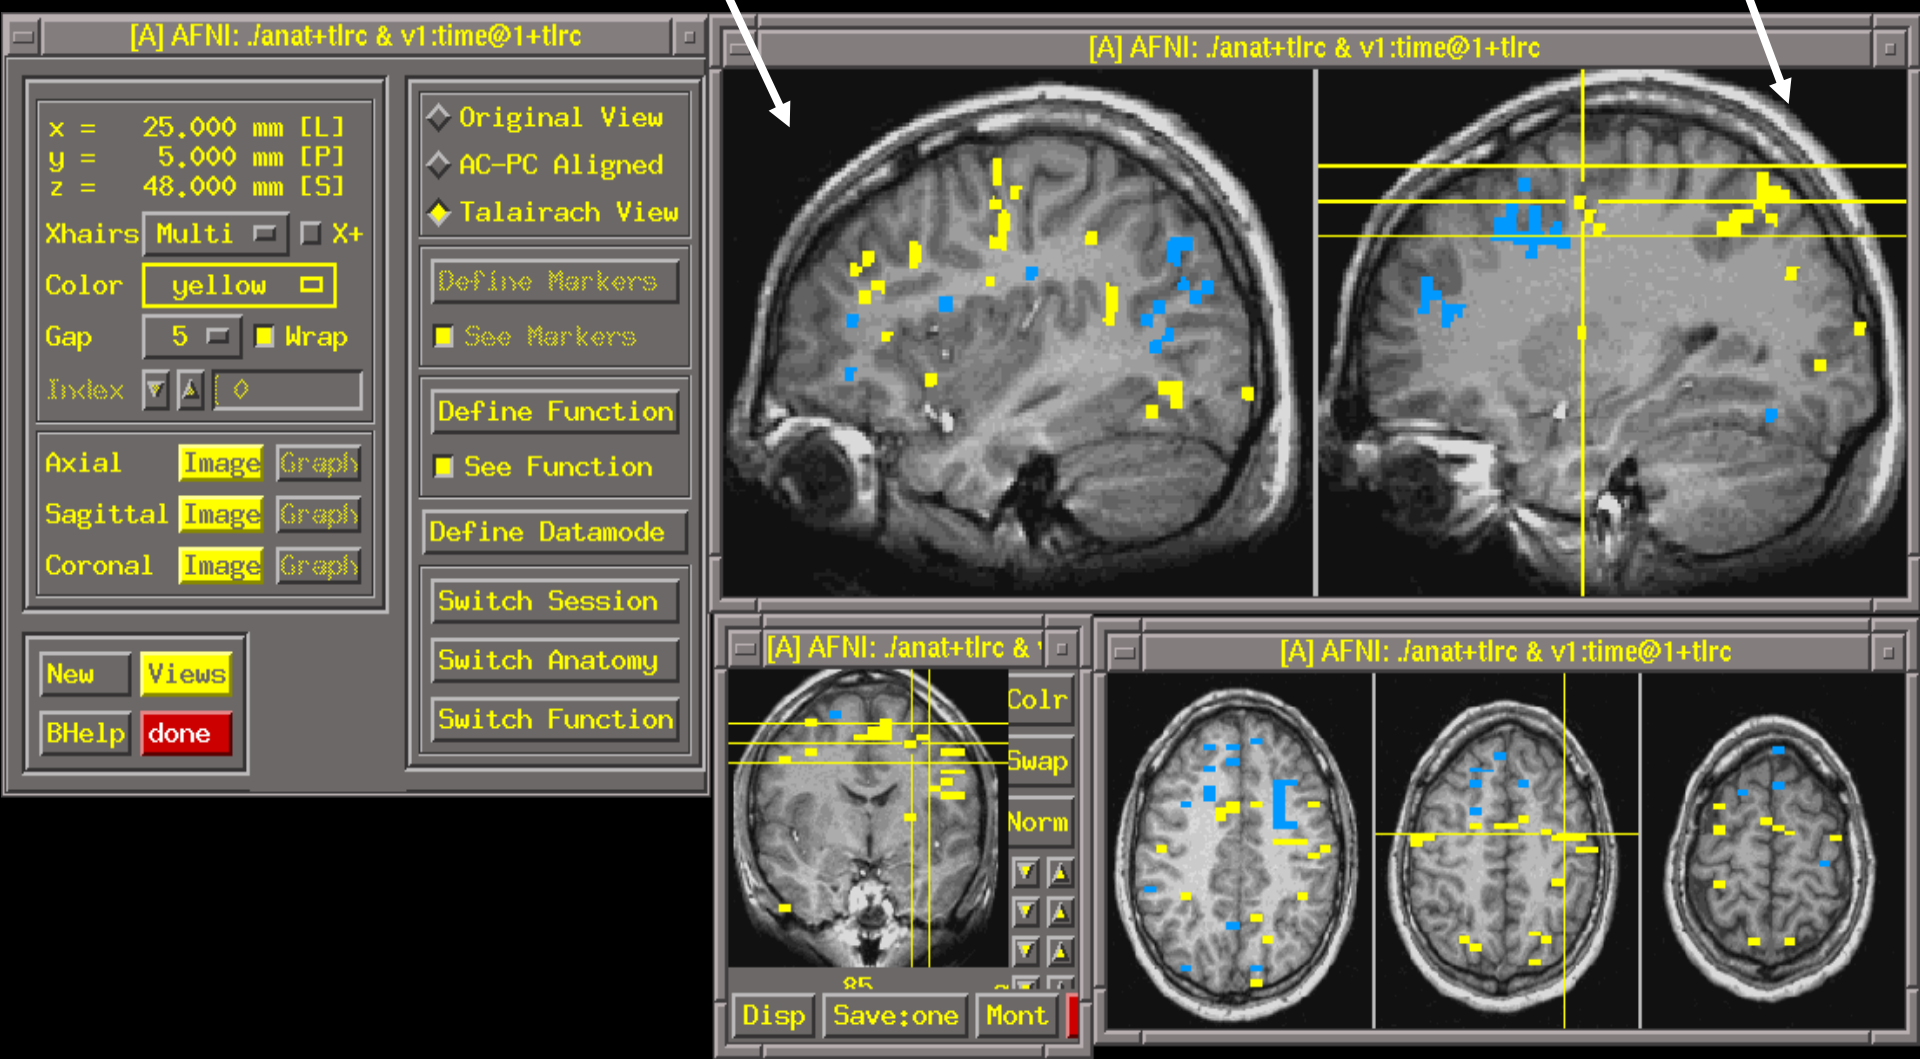 [A] AFNI: ./anat+tlrc & v1:time@1+tlrc
x = 25.000 mm [L]
y = 5.000 mm [P]
z = 48.000 mm [S]
Xhairs Multi X+
Color yellow
Gap 5 Wrap
Index 0
Axial Image Graph
Sagittal Image Graph
Coronal Image Graph
New Views
BHelp done
Original View
AC-PC Aligned
Talairach View
Define Markers
See Markers
Define Function
See Function
Define Datamode
Switch Session
Switch Anatomy
Switch Function
[A] AFNI: ./anat+tlrc & v1:time@1+tlrc
[A] AFNI: ./anat+tlrc &
Colr
Swap
Norm
85
Disp Save:one Mont
[A] AFNI: ./anat+tlrc & v1:time@1+tlrc